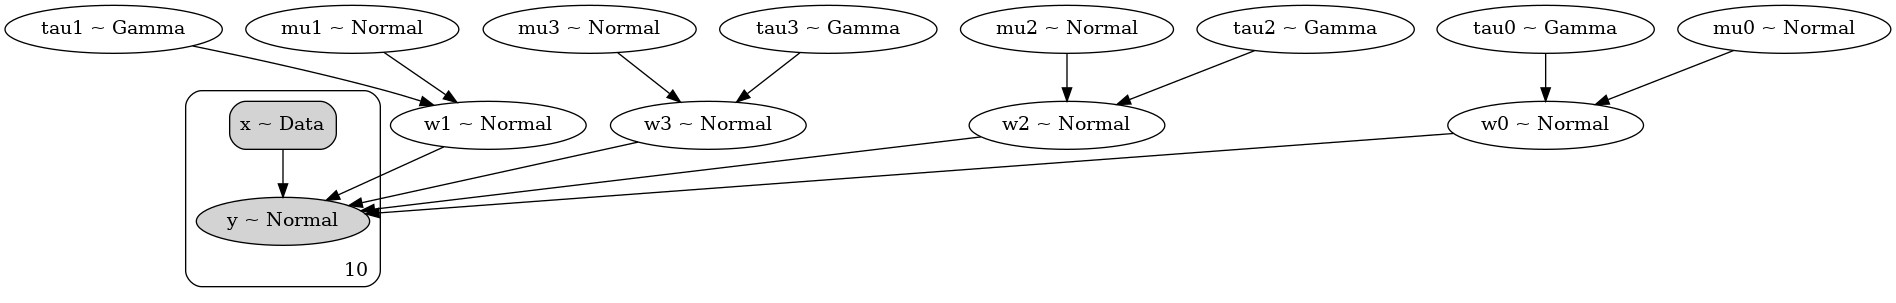 tau1 ~ Gamma
mu1 ~ Normal
mu3 ~ Normal
tau3 ~ Gamma
mu2 ~ Normal
tau2 ~ Gamma
tau0 ~ Gamma
mu0 ~ Normal
x ~ Data
w1 ~ Normal
w3 ~ Normal
w2 ~ Normal
w0 ~ Normal
y ~ Normal
10